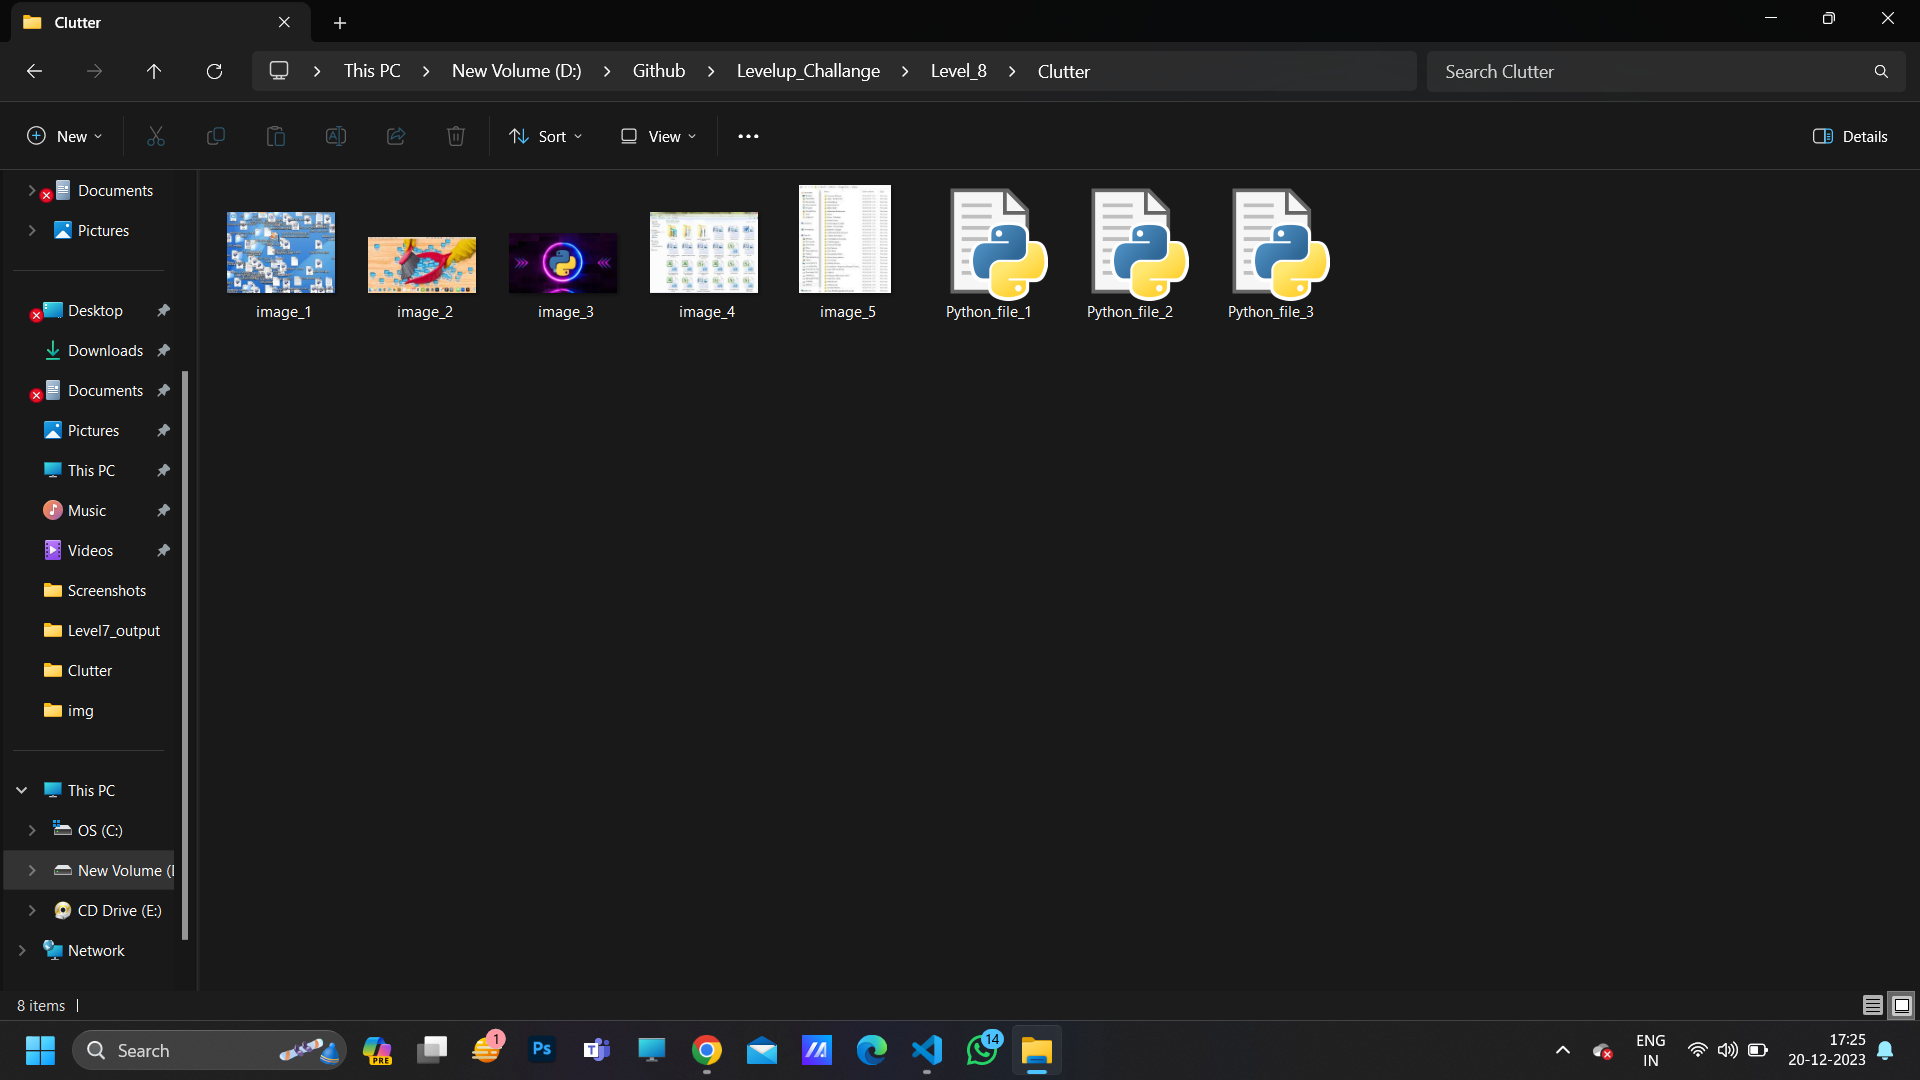 Clutter
This PC
New Volume (D:)
Github
Levelup_Challange
Level_8
Clutter
Search Clutter
New
Sort
View
Details
Documents
Pictures
Desktop
Downloads
Documents
Pictures
This PC
Music
Videos
Screenshots
Level7_output
Clutter
img
This PC
OS (C:)
New Volume (
CD Drive (E:)
Network
image_1
image_2
image_3
image_4
image_5
Python_file_1
Python_file_2
Python_file_3
8 items
Search
PRE
1
Ps
T
14
ENG
IN
17:25
20-12-2023